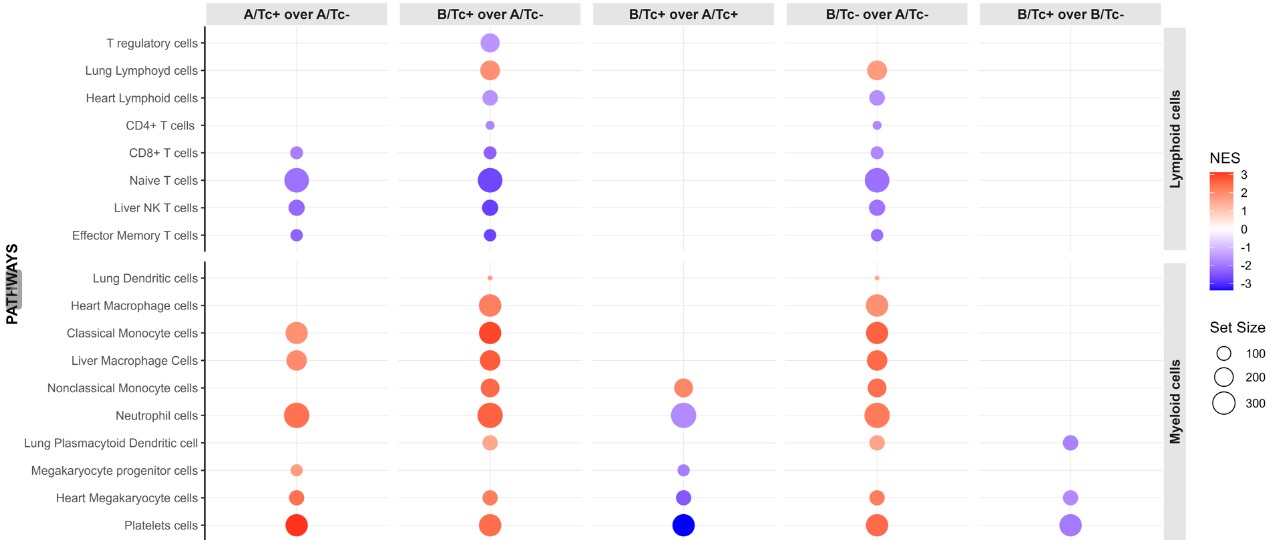 A/Tc+ over A/Tc-
B/Tc+ over A/Tc-
B/Tc+ over A/Tc+
B/Tc- over A/Tc-
B/Tc+ over B/Tc-
PATHWAYS
T regulatory cells
Lung Lymphoyd cells
Heart Lymphoid cells
CD4+ T cells
CD8+ T cells
Naive T cells
Liver NK T cells
Effector Memory T cells
Lymphoid cells
Lung Dendritic cells
Heart Macrophage cells
Classical Monocyte cells
Liver Macrophage Cells
Nonclassical Monocyte cells
Neutrophil cells
Lung Plasmacytoid Dendritic cell
Megakaryocyte progenitor cells
Heart Megakaryocyte cells
Platelets cells
Myeloid cells
NES
3
2
1
0
-1
-2
-3
Set Size
100
200
300